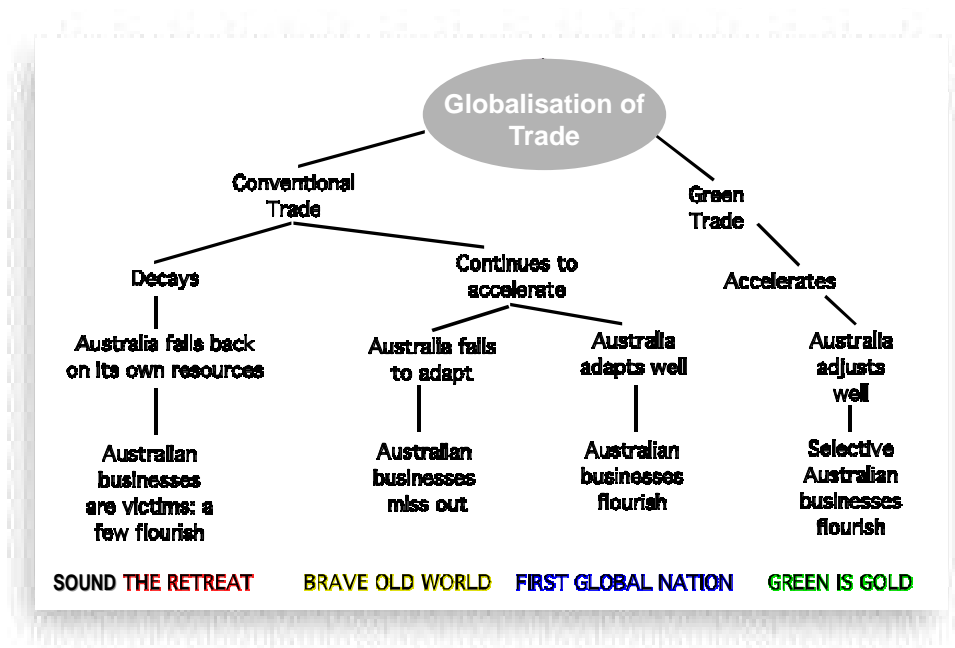 Globalisation of
Trade
Conventional
Trade
Green
Trade
Decays
Continues to
accelerate
Accelerates
Australia falls back
on its own resources
Australia fails
to adapt
Australia
adapts well
Australia
adjusts
well
Australian
businesses
are victims: a
few flourish
Australian
businesses
miss out
Australian
businesses
flourish
Selective
Australian
businesses
flourish
SOUND THE RETREAT
BRAVE OLD WORLD
FIRST GLOBAL NATION
GREEN IS GOLD